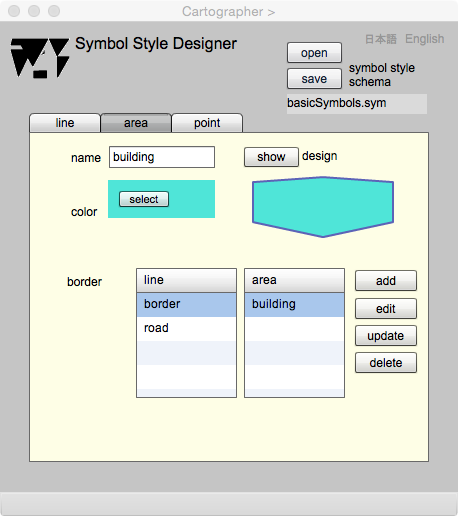 Cartographer >
日本語 English
Symbol Style Designer
open
save
symbol style
schema
basicSymbols.sym
line area point
name building show design
color select
border
line area
border building
road
add
edit
update
delete